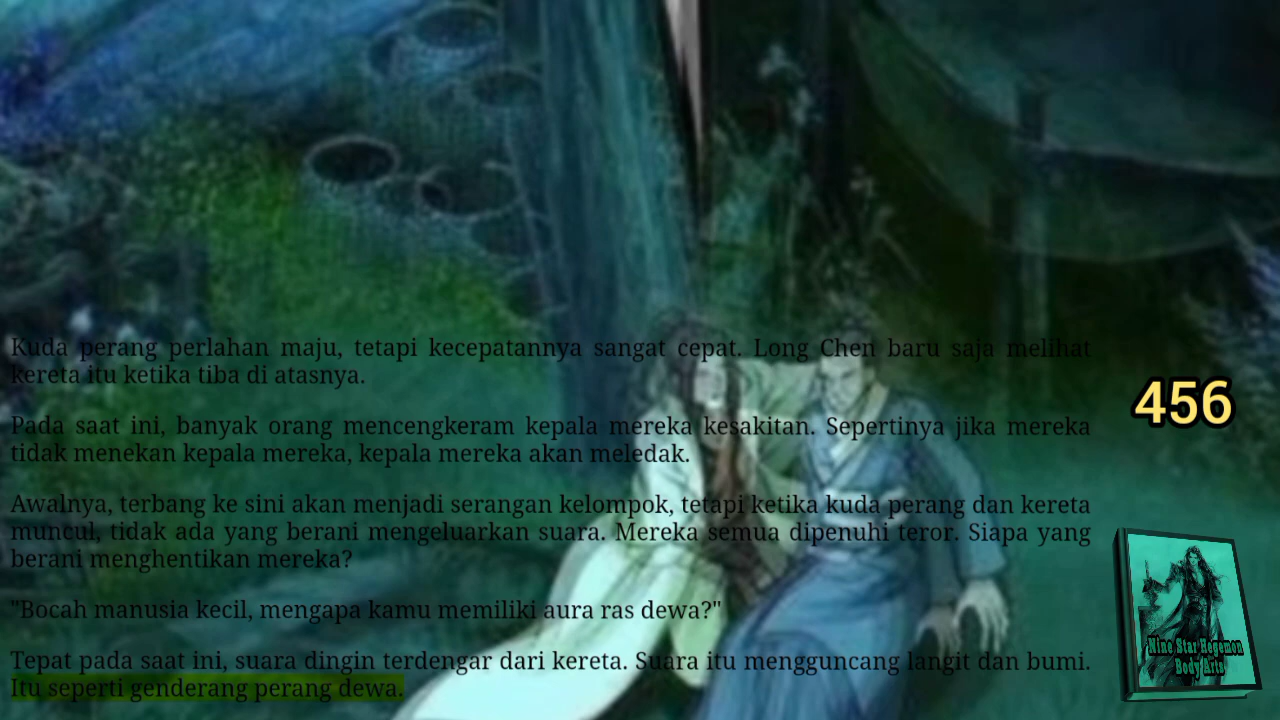 Kuda perang perlahan maju, tetapi kecepatannya sangat cepat. Long Chen baru saja melihat
kereta itu ketika tiba di atasnya.
Pada saat ini, banyak orang mencengkeram kepala mereka kesakitan. Sepertinya jika mereka
tidak menekan kepala mereka, kepala mereka akan meledak.
Awalnya, terbang ke sini akan menjadi serangan kelompok, tetapi ketika kuda perang dan kereta
muncul, tidak ada yang berani mengeluarkan suara. Mereka semua dipenuhi teror. Siapa yang
berani menghentikan mereka?
"Bocah manusia kecil, mengapa kamu memiliki aura ras dewa?"
Tepat pada saat ini, suara dingin terdengar dari kereta. Suara itu mengguncang langit dan bumi.
Itu seperti genderang perang dewa.
456
Nine Star Hegemon
Body Arts